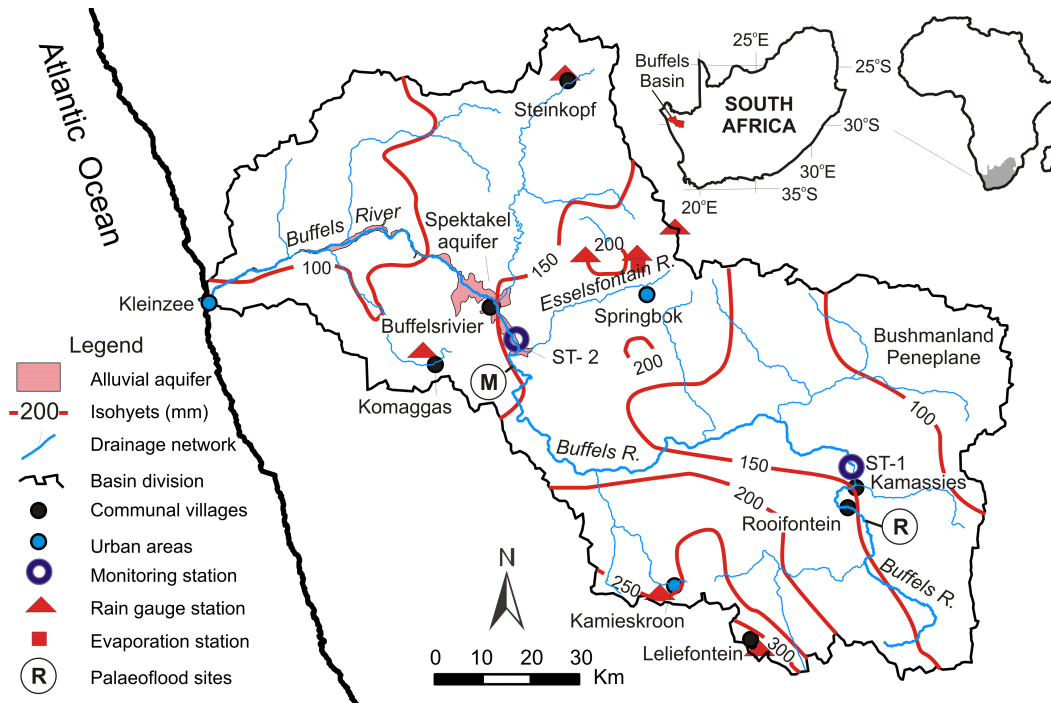 Atlantic Ocean
Steinkopf
Buffels
Basin
25°E
25°S
SOUTH
AFRICA
30°S
30°E
35°S
20°E
Buffels River
Spektakel
aquifer
100
150
200
Esselsfontain R.
Kleinzee
Buffelsrivier
Springbok
ST- 2
200
M
Komaggas
Bushmanland
Peneplane
100
Buffels R.
150
200
ST-1
Kamassies
Rooifontein
R
Buffels R.
250
Kamieskroon
Leliefontein
300
N
0 10 20 30 Km
Legend
Alluvial aquifer
-200- Isohyets (mm)
Drainage network
Basin division
Communal villages
Urban areas
Monitoring station
Rain gauge station
Evaporation station
R Palaeoflood sites